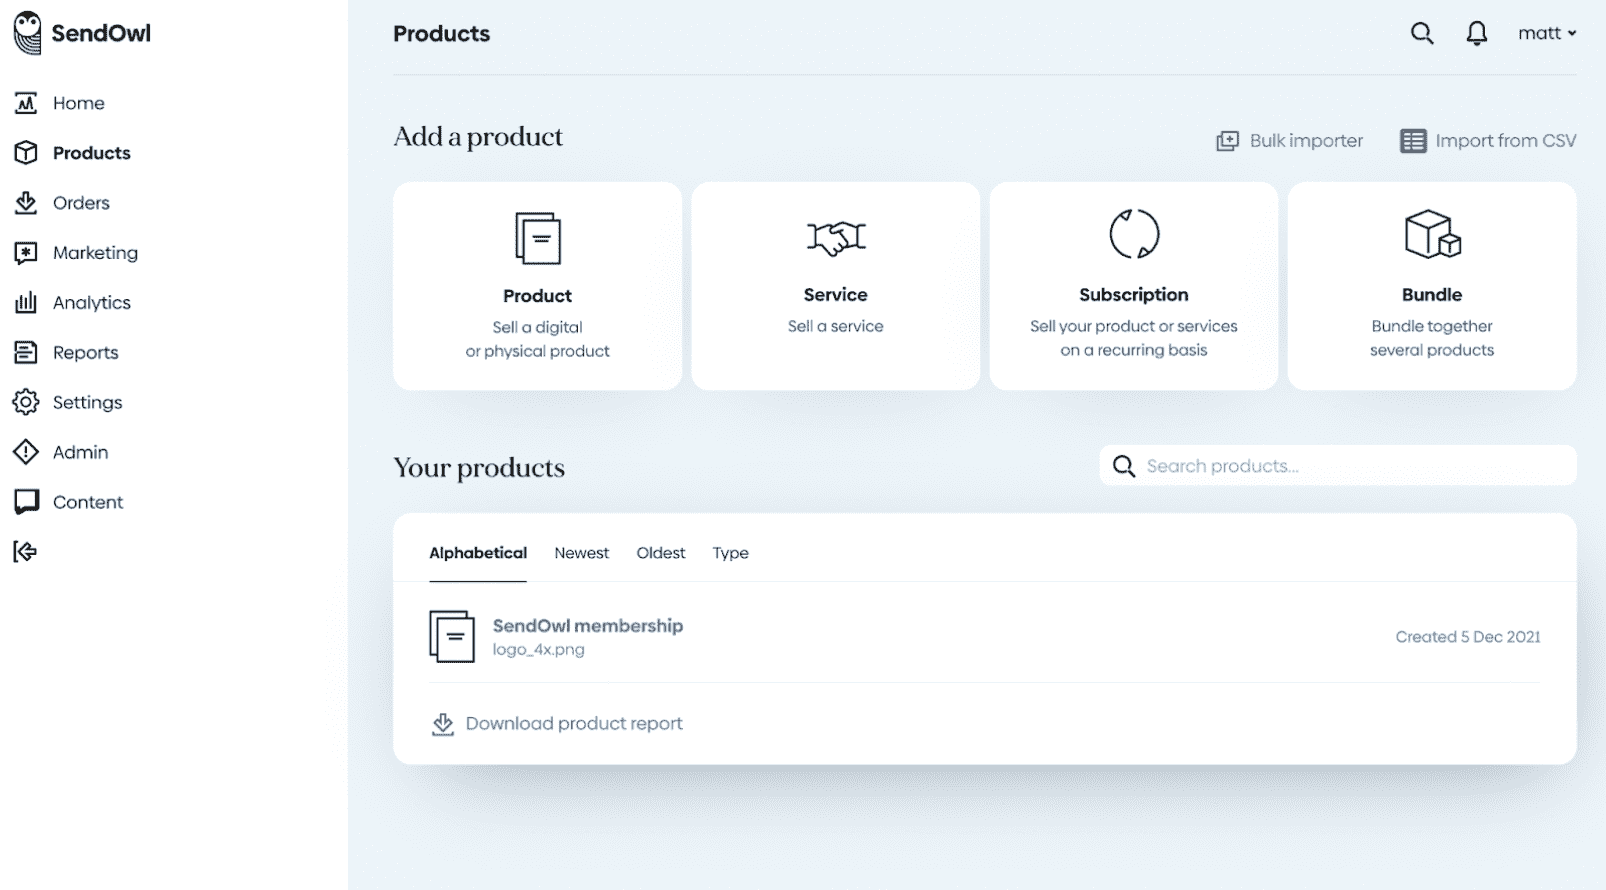 SendOwl
Home
Products
Orders
Marketing
Analytics
Reports
Settings
Admin
Content
Products
matt
Add a product
Bulk importer
Import from CSV
Product
Sell a digital
or physical product
Service
Sell a service
Subscription
Sell your product or services
on a recurring basis
Bundle
Bundle together
several products
Your products
Search products...
Alphabetical Newest Oldest Type
SendOwl membership
logo_4x.png
Created 5 Dec 2021
Download product report